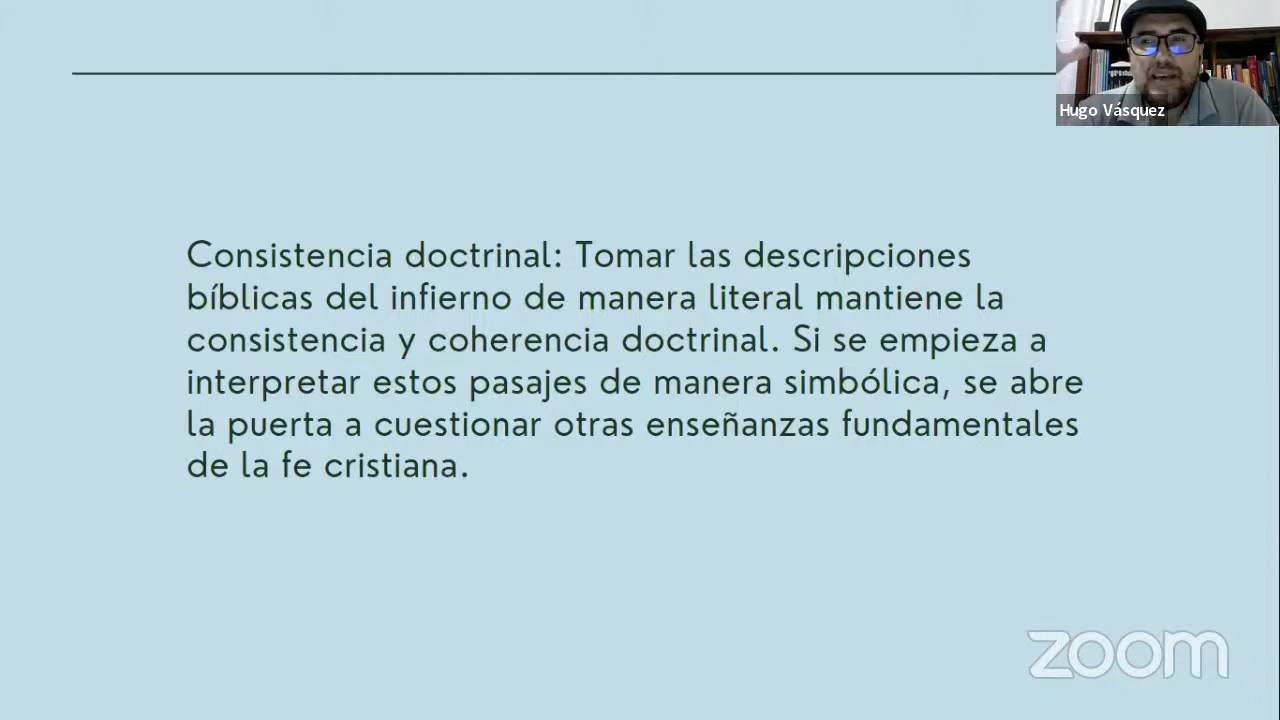 Hugo Vásquez
Consistencia doctrinal: Tomar las descripciones
bíblicas del infierno de manera literal mantiene la
consistencia y coherencia doctrinal. Si se empieza a
interpretar estos pasajes de manera simbólica, se abre
la puerta a cuestionar otras enseñanzas fundamentales
de la fe cristiana.
zoom